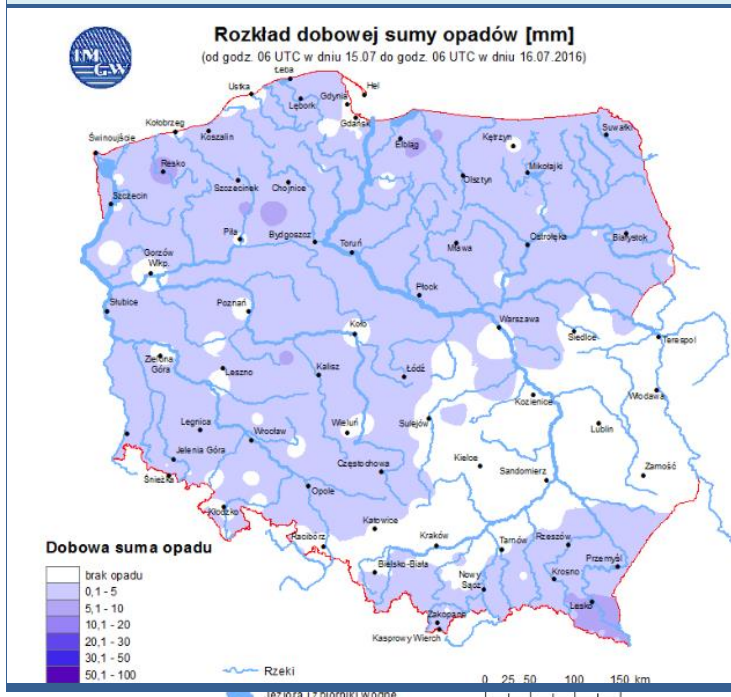 IMGW
Rozkład dobowej sumy opadów [mm]
(od godz. 06 UTC w dniu 15.07 do godz. 06 UTC w dniu 16.07.2016)
Łeba
Ustka
Hel
Lębork
Gdynia
Gdańsk
Kołobrzeg
Koszalin
Świnoujście
Elbląg
Kętrzyn
Suwałki
Resko
Szczecinek
Chojnice
Olsztyn
Mikołajki
Szczecin
Piła
Bydgoszcz
Toruń
Mława
Ostrołęka
Białystok
Gorzów
Wlkp.
Płock
Słubice
Poznań
Koło
Warszawa
Siedlce
Terespol
Zielona
Góra
Leszno
Kalisz
Łódź
Kozienice
Włodawa
Legnica
Wrocław
Wieluń
Sulejów
Lublin
Jelenia Góra
Śnieżka
Częstochowa
Kielce
Sandomierz
Zamość
Opole
Kłodzko
Racibórz
Katowice
Kraków
Tarnów
Rzeszów
Przemyśl
Bielsko-Biała
Nowy
Sącz
Krosno
Lesko
Zakopane
Kasprowy Wierch
Dobowa suma opadu
brak opadu
0,1 - 5
5,1 - 10
10,1 - 20
20,1 - 30
30,1 - 50
50,1 - 100
Rzeki
0 25 50 100 150 km
Jeziora i zbiorniki wodne